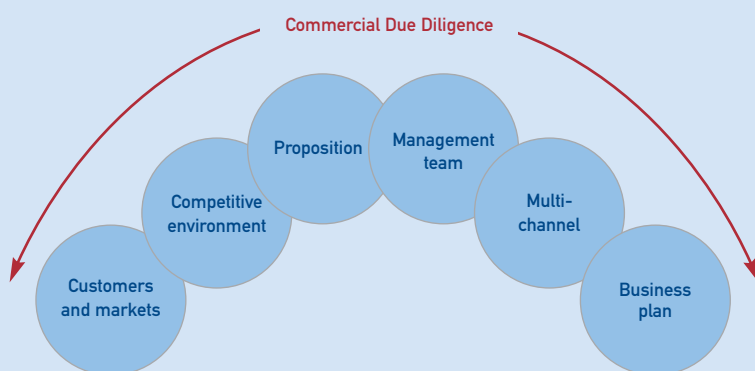 Commercial Due Diligence
Proposition
Management
team
Competitive
environment
Multi-
channel
Customers
and markets
Business
plan